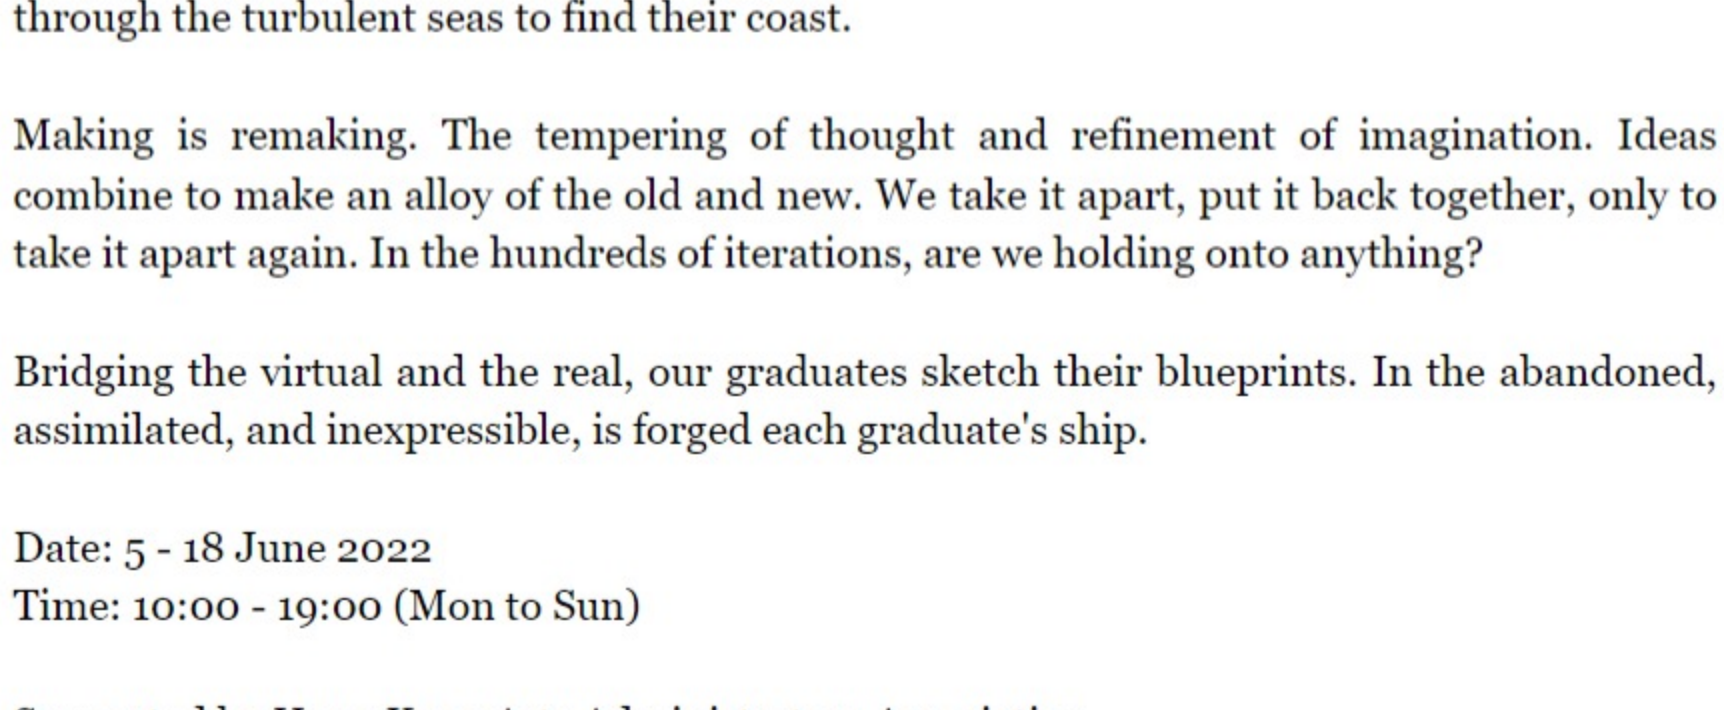 through the turbulent seas to find their coast.
Making is remaking. The tempering of thought and refinement of imagination. Ideas
combine to make an alloy of the old and new. We take it apart, put it back together, only to
take it apart again. In the hundreds of iterations, are we holding onto anything?
Bridging the virtual and the real, our graduates sketch their blueprints. In the abandoned,
assimilated, and inexpressible, is forged each graduate's ship.
Date: 5 - 18 June 2022
Time: 10:00 - 19:00 (Mon to Sun)